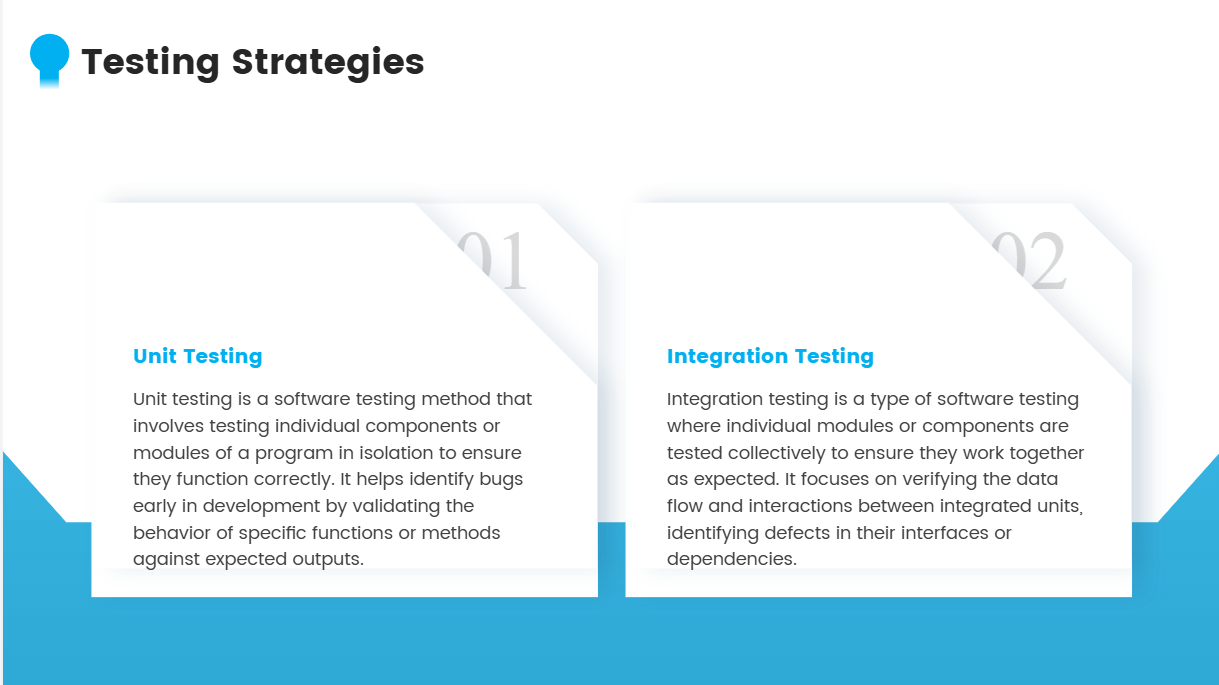 Testing Strategies
01
02
Unit Testing
Unit testing is a software testing method that
involves testing individual components or
modules of a program in isolation to ensure
they function correctly. It helps identify bugs
early in development by validating the
behavior of specific functions or methods
against expected outputs.
Integration Testing
Integration testing is a type of software testing
where individual modules or components are
tested collectively to ensure they work together
as expected. It focuses on verifying the data
flow and interactions between integrated units,
identifying defects in their interfaces or
dependencies.